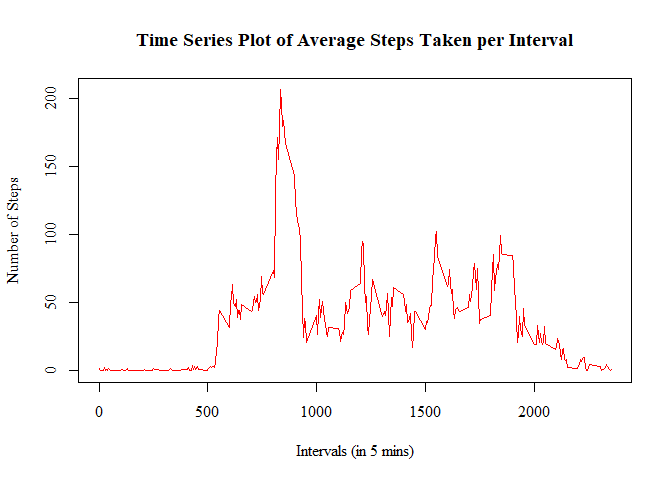 Time Series Plot of Average Steps Taken per Interval
Number of Steps
200
150
100
50
0
0 500 1000 1500 2000
Intervals (in 5 mins)